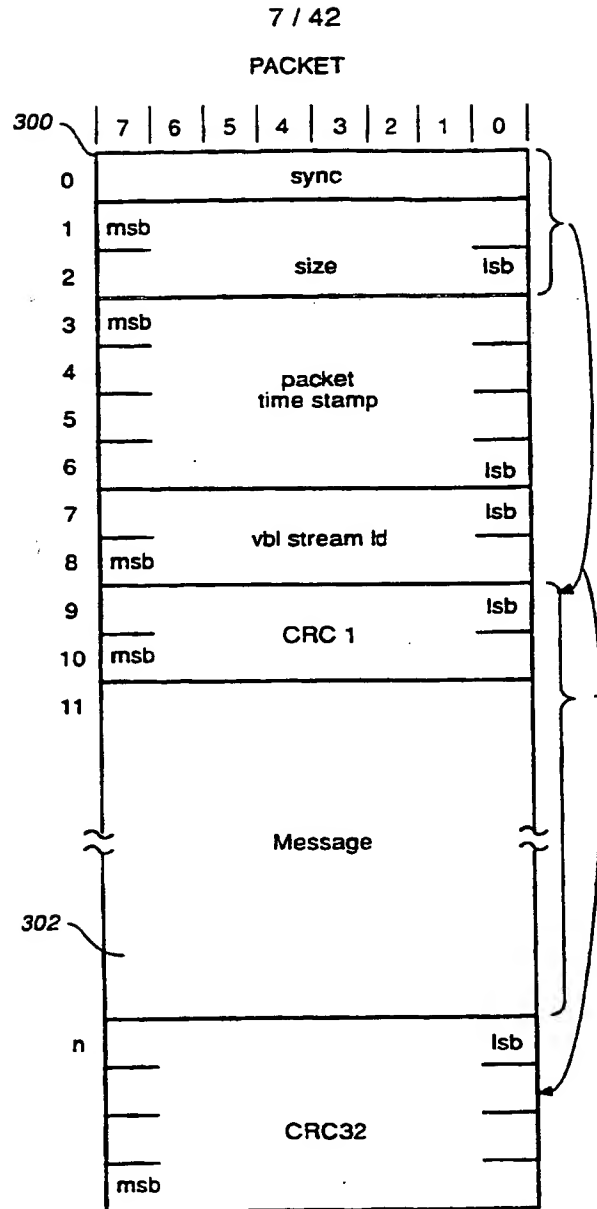 7 / 42
PACKET
300
7 6 5 4 3 2 1 0
0 sync
1 msb
2 size lsb
3 msb
4 packet
time stamp
5
6 lsb
7 lsb
vbl stream Id
8 msb
9 lsb
CRC 1
10 msb
11
Message
302
n lsb
CRC32
msb